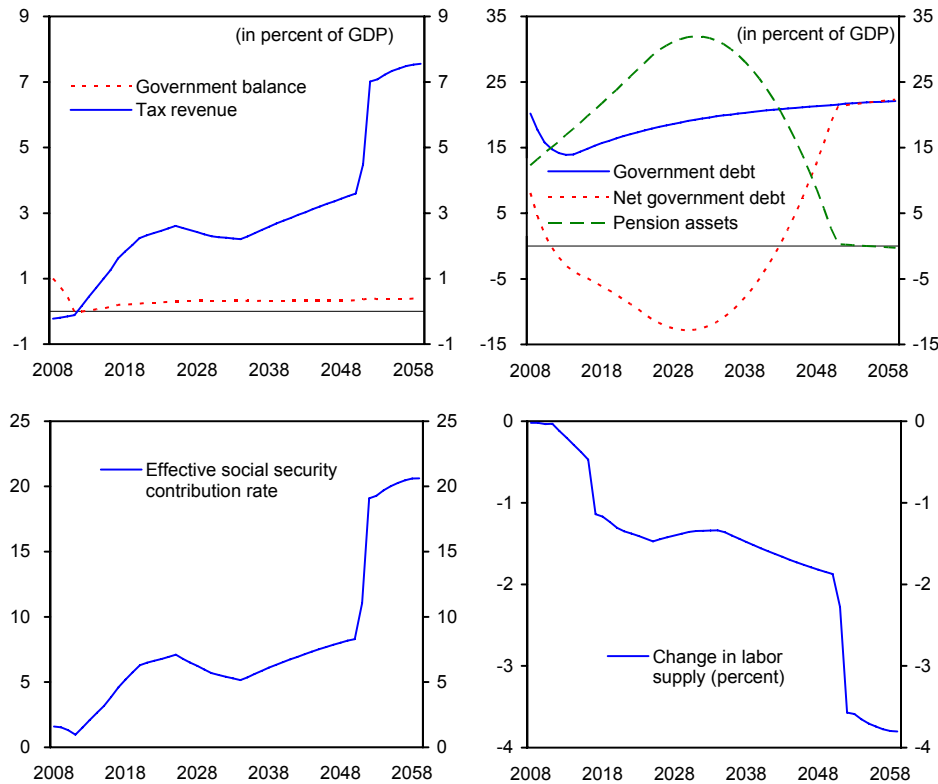 9 9
(in percent of GDP)
Government balance
Tax revenue
7 7
5 5
3 3
1 1
-1 -1
2008 2018 2028 2038 2048 2058
35 35
(in percent of GDP)
25 25
15 15
Government debt
Net government debt
Pension assets
5 5
-5 -5
-15 -15
2008 2018 2028 2038 2048 2058
25 25
Effective social security
contribution rate
20 20
15 15
10 10
5 5
0 0
2008 2018 2028 2038 2048 2058
0 0
-1 -1
-2 -2
Change in labor
supply (percent)
-3 -3
-4 -4
2008 2018 2028 2038 2048 2058